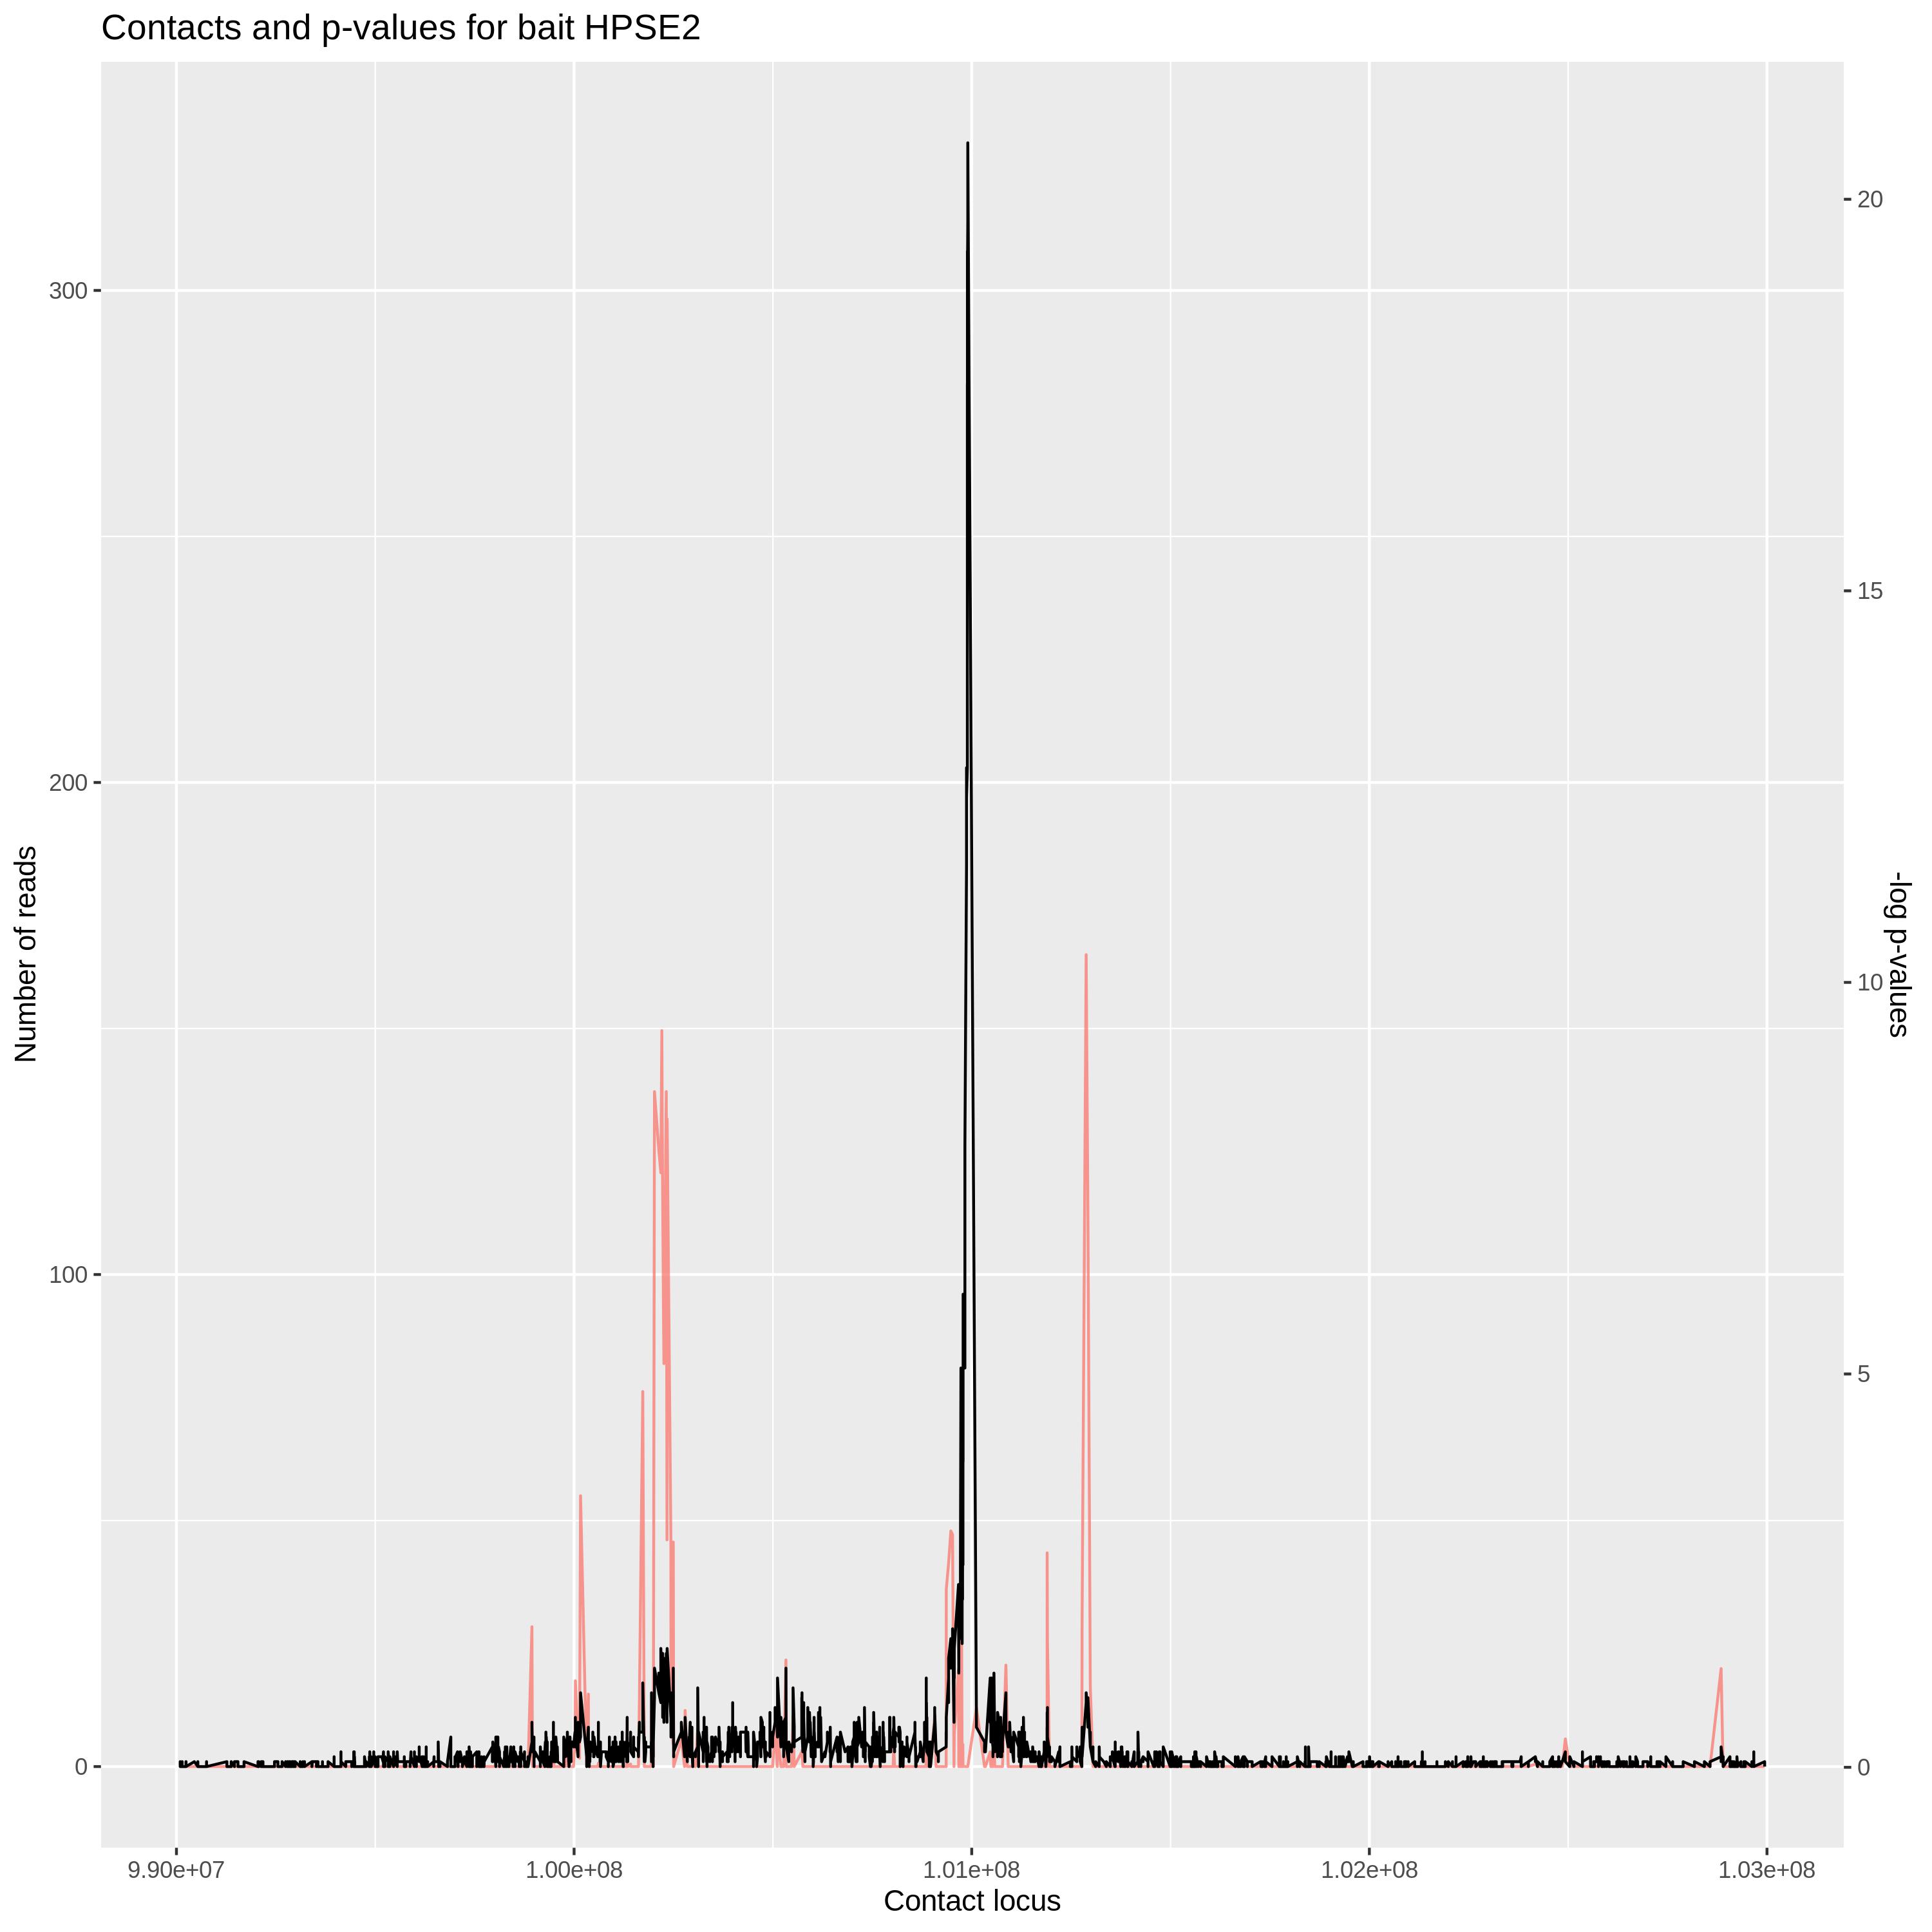 Contacts and p-values for bait HPSE2
300
200
100
0
Number of reads
20
15
10
5
0
-log p-values
9.90e+07
1.00e+08
1.01e+08
1.02e+08
1.03e+08
Contact locus